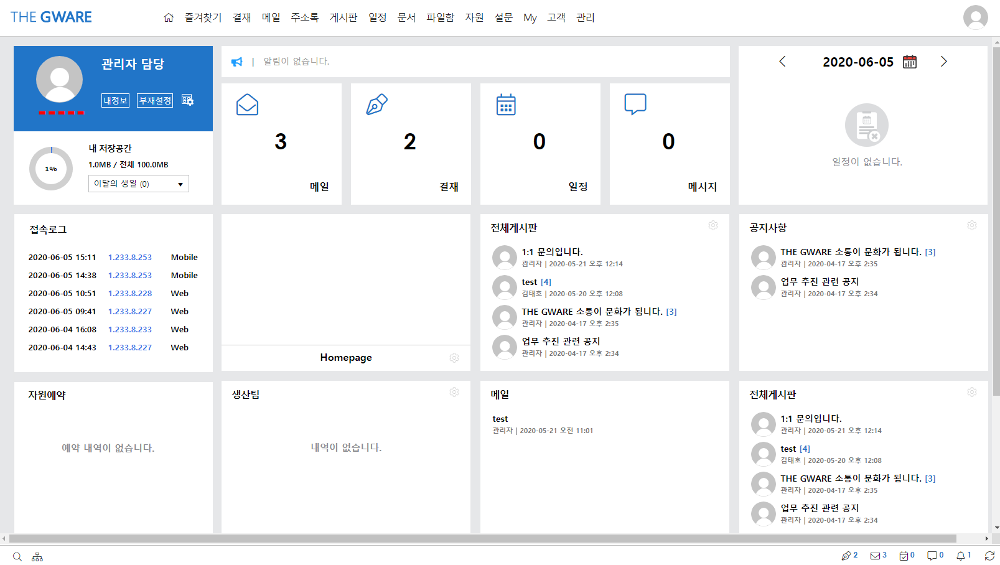 THE GWARE
즐겨찾기 결재 메일 주소록 게시판 일정 문서 파일함 자원 설문 My 고객 관리
관리자 담당
내정보 부재설정
1%
내 저장공간
1.0MB / 전체 100.0MB
이달의 생일 (0)
알림이 없습니다.
3
메일
2
결재
0
일정
0
메시지
2020-06-05
일정이 없습니다.
접속로그
2020-06-05 15:11 1.233.8.253 Mobile
2020-06-05 14:38 1.233.8.253 Mobile
2020-06-05 10:51 1.233.8.228 Web
2020-06-05 09:41 1.233.8.227 Web
2020-06-04 16:08 1.233.8.233 Web
2020-06-04 14:43 1.233.8.227 Web
Homepage
전체게시판
1:1 문의입니다.
관리자 | 2020-05-21 오후 12:14
test [4]
김태호 | 2020-05-20 오후 12:08
THE GWARE 소통이 문화가 됩니다. [3]
관리자 | 2020-04-17 오후 2:35
업무 추진 관련 공지
관리자 | 2020-04-17 오후 2:34
공지사항
THE GWARE 소통이 문화가 됩니다. [3]
관리자 | 2020-04-17 오후 2:35
업무 추진 관련 공지
관리자 | 2020-04-17 오후 2:34
자원예약
예약 내역이 없습니다.
생산팀
내역이 없습니다.
메일
test
관리자 | 2020-05-21 오전 11:01
전체게시판
1:1 문의입니다.
관리자 | 2020-05-21 오후 12:14
test [4]
김태호 | 2020-05-20 오후 12:08
THE GWARE 소통이 문화가 됩니다. [3]
관리자 | 2020-04-17 오후 2:35
업무 추진 관련 공지
관리자 | 2020-04-17 오후 2:34
2 3 0 0 1